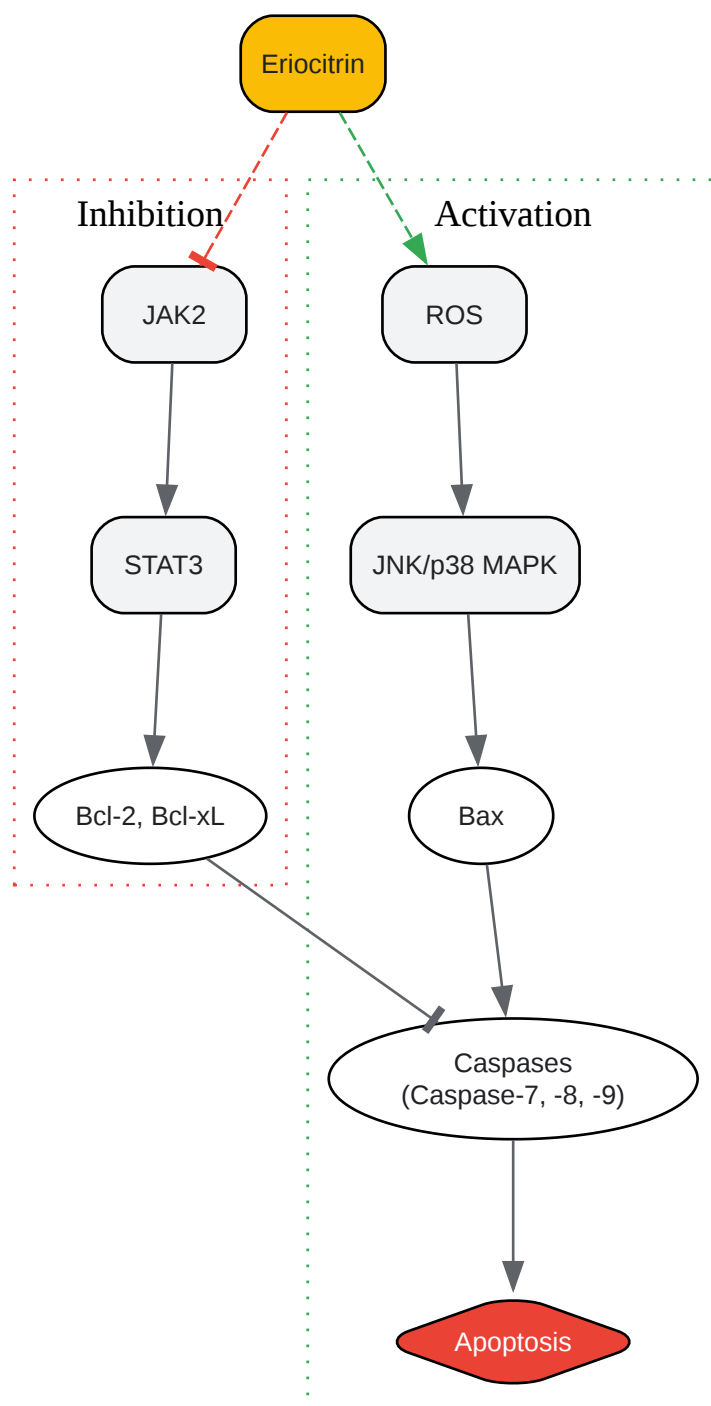 Eriocitrin
Inhibition
Activation
JAK2
ROS
STAT3
JNK/p38 MAPK
Bcl-2, Bcl-xL
Bax
Caspases
(Caspase-7, -8, -9)
Apoptosis